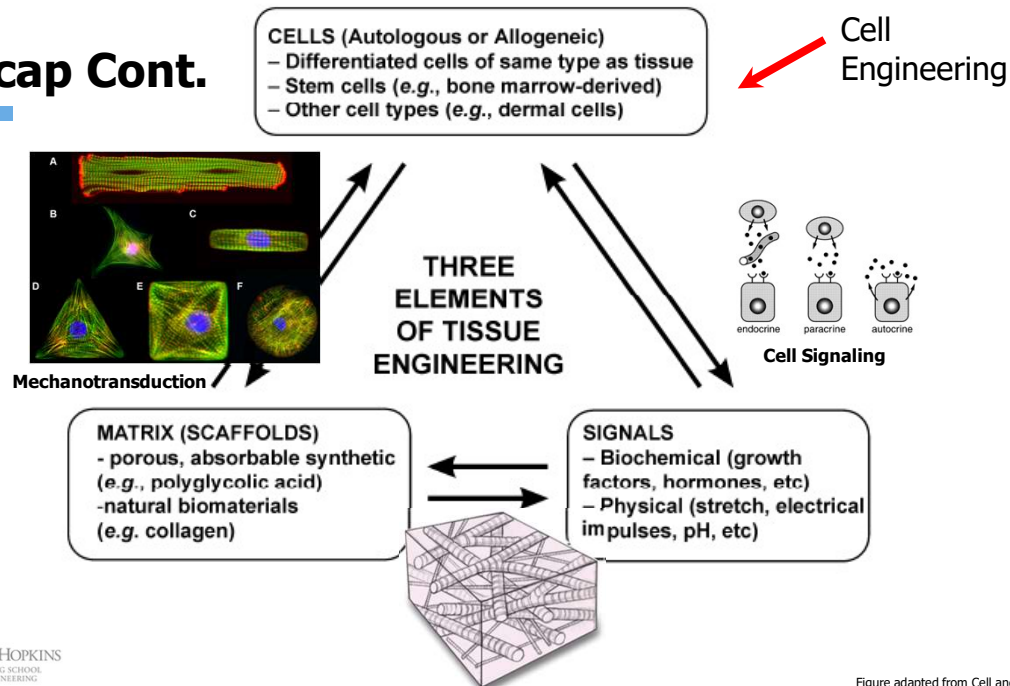 cap Cont.
CELLS (Autologous or Allogeneic)
– Differentiated cells of same type as tissue
– Stem cells (e.g., bone marrow-derived)
– Other cell types (e.g., dermal cells)
Cell
Engineering
A
B
C
D
E
F
Mechanotransduction
THREE
ELEMENTS
OF TISSUE
ENGINEERING
endocrine
paracrine
autocrine
Cell Signaling
MATRIX (SCAFFOLDS)
- porous, absorbable synthetic
(e.g., polyglycolic acid)
-natural biomaterials
(e.g. collagen)
SIGNALS
– Biochemical (growth
factors, hormones, etc)
– Physical (stretch, electrical
impulses, pH, etc)
HOPKINS
G SCHOOL
NEERING
Figure adapted from Cell and